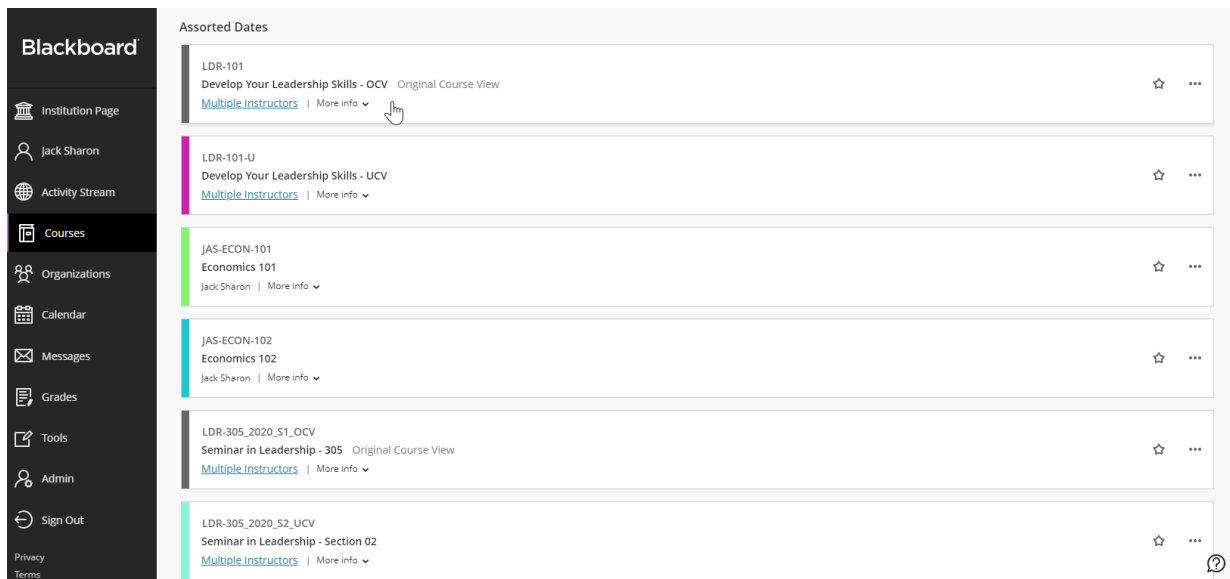 Blackboard
Institution Page
Jack Sharon
Activity Stream
Courses
Organizations
Calendar
Messages
Grades
Tools
Admin
Sign Out
Privacy
Terms
Assorted Dates
LDR-101
Develop Your Leadership Skills - OCV Original Course View
Multiple Instructors | More info
LDR-101-U
Develop Your Leadership Skills - UCV
Multiple Instructors | More info
JAS-ECON-101
Economics 101
Jack Sharon | More info
JAS-ECON-102
Economics 102
Jack Sharon | More info
LDR-305_2020_S1_OCV
Seminar in Leadership - 305 Original Course View
Multiple Instructors | More info
LDR-305_2020_S2_UCV
Seminar in Leadership - Section 02
Multiple Instructors | More info